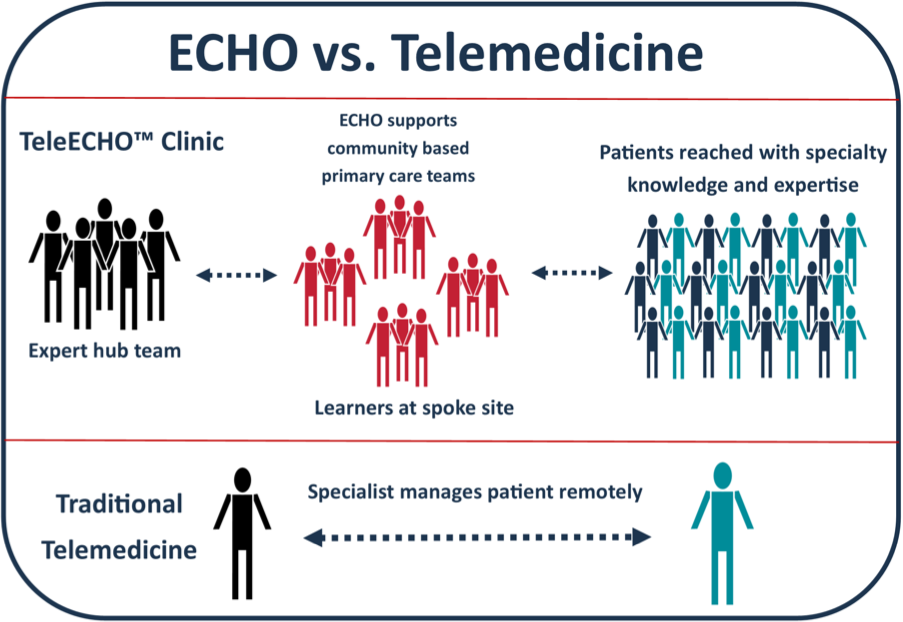 ECHO vs. Telemedicine
TeleECHO™ Clinic
ECHO supports
community based
primary care teams
Patients reached with specialty
knowledge and expertise
Expert hub team
Learners at spoke site
Traditional
Telemedicine
Specialist manages patient remotely